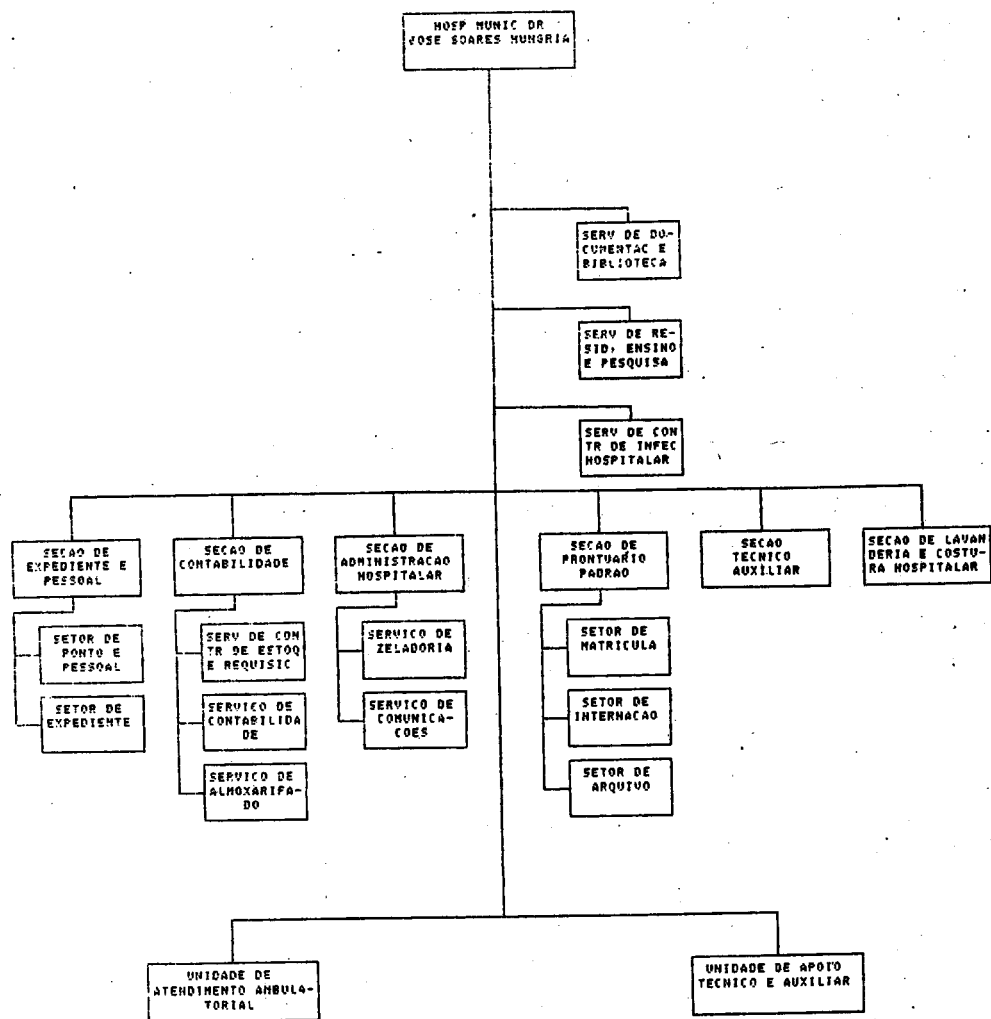 HOSP MUNIC DR
JOSE SOARES HUNGRIA
SERV DE DO-
CUMENTAC E
BIBLIOTECA
SERV DE RE-
SID, ENSINO
E PESQUISA
SERV DE CON
TR DE INFEC
HOSPITALAR
SECAO DE
EXPEDIENTE E
PESSOAL
SECAO DE
CONTABILIDADE
SECAO DE
ADMINISTRACAO
HOSPITALAR
SECAO DE
PRONTUARIO
PADRAO
SECAO
TECNICO
AUXILIAR
SECAO DE LAVAN
DERIA E COSTU-
RA HOSPITALAR
SETOR DE
PONTO E
PESSOAL
SERV DE CON
TR DE ESTOQ
E REQUISIC
SERVICO DE
ZELADORIA
SETOR DE
MATRICULA
SETOR DE
EXPEDIENTE
SERVICO DE
CONTABILIDA
DE
SERVICO DE
COMUNICA-
COES
SETOR DE
INTERNACAO
SERVICO DE
ALMOXARIFA-
DO
SETOR DE
ARQUIVO
UNIDADE DE
ATENDIMENTO AMBULA-
TORIAL
UNIDADE DE APOIO
TECNICO E AUXILIAR